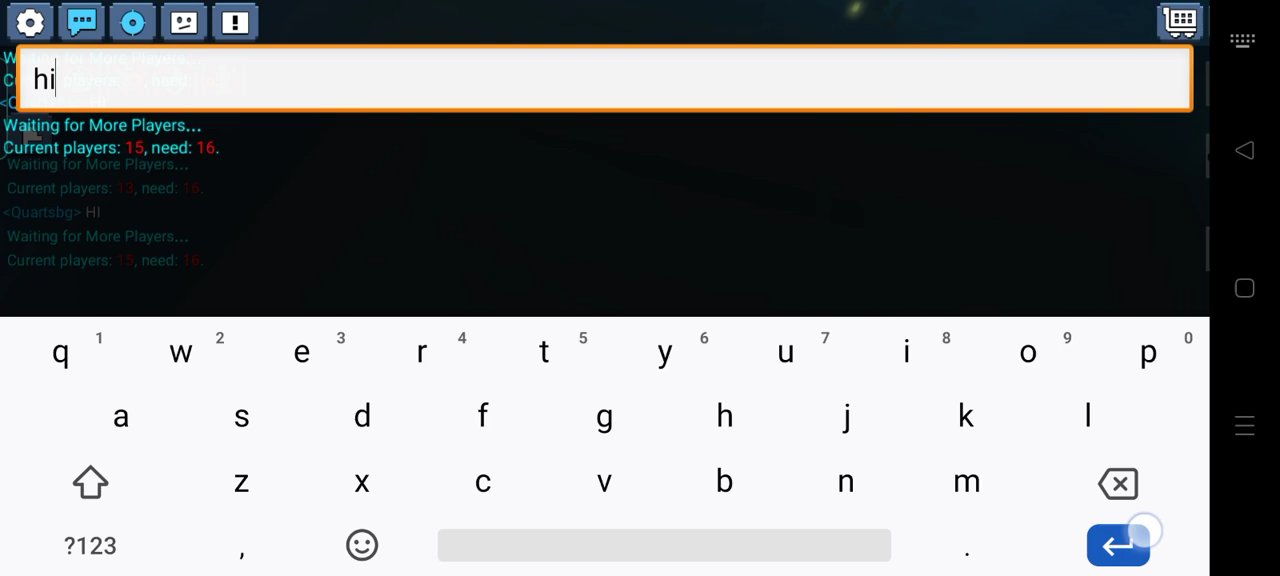 hi
Waiting for More Players...
Current players: 15, need: 16.
Waiting for More Players...
Current players: 13, need: 16.
<Quartsbg> HI
Waiting for More Players...
Current players: 15, need: 16.
q 1 w 2 e 3 r 4 t 5 y 6 u 7 i 8 o 9 p 0
a s d f g h j k l
z x c v b n m
?123 , .